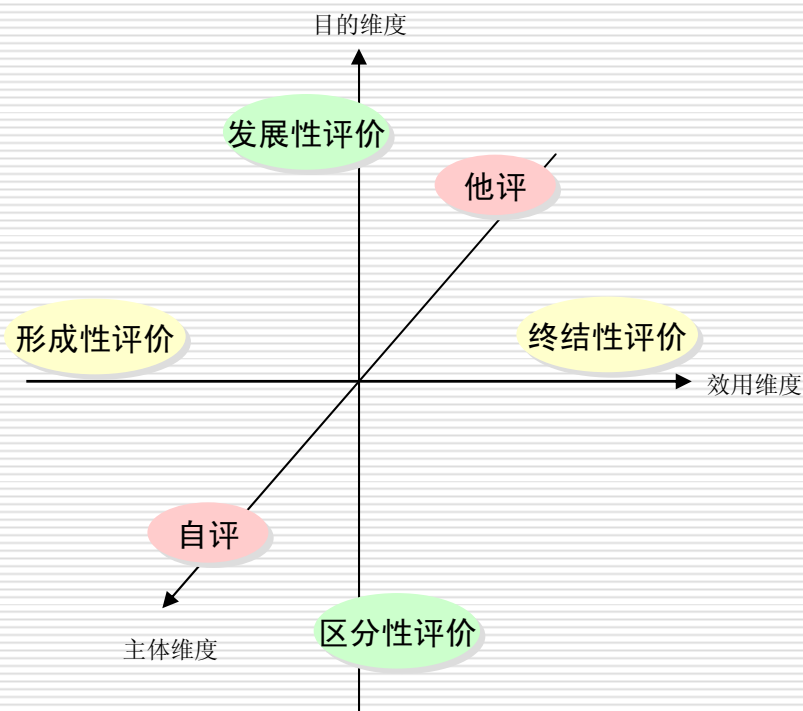 目的维度
发展性评价
他评
形成性评价
终结性评价
效用维度
自评
区分性评价
主体维度